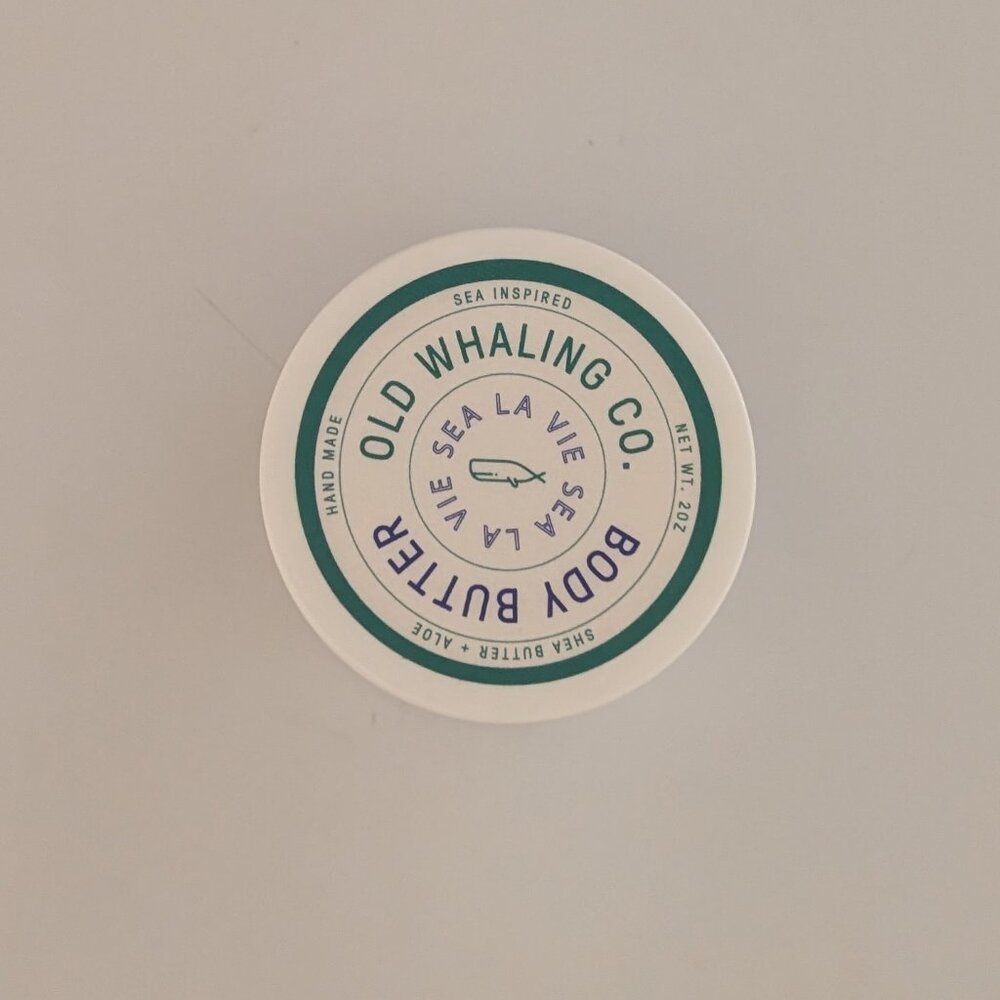 SEA INSPIRED
NET WT. 2OZ
SHEA BUTTER + ALOE
HAND MADE
OLD WHALING CO.
BODY BUTTER
SEA LA VIE SEA LA VIE